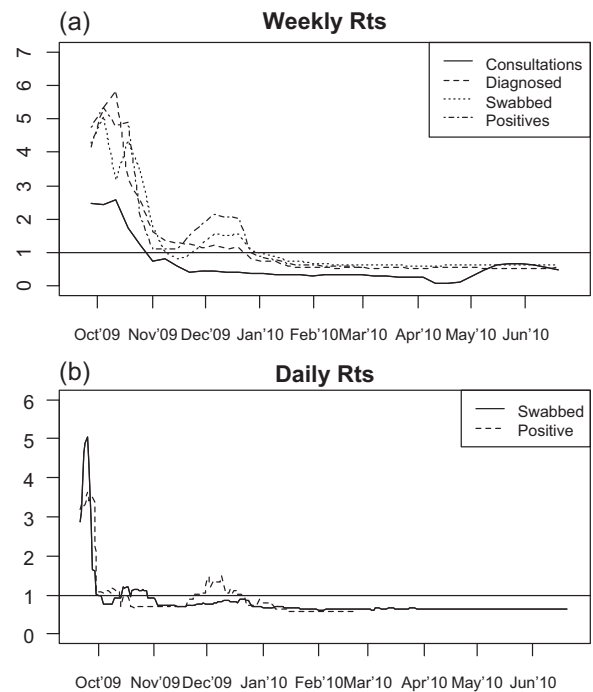 (a)
Weekly Rts
7
6
5
4
3
2
1
0
Consultations
Diagnosed
Swabbed
Positives
Oct'09 Nov'09 Dec'09 Jan'10 Feb'10 Mar'10 Apr'10 May'10 Jun'10
(b)
Daily Rts
6
5
4
3
2
1
0
Swabbed
Positive
Oct'09 Nov'09 Dec'09 Jan'10 Feb'10 Mar'10 Apr'10 May'10 Jun'10